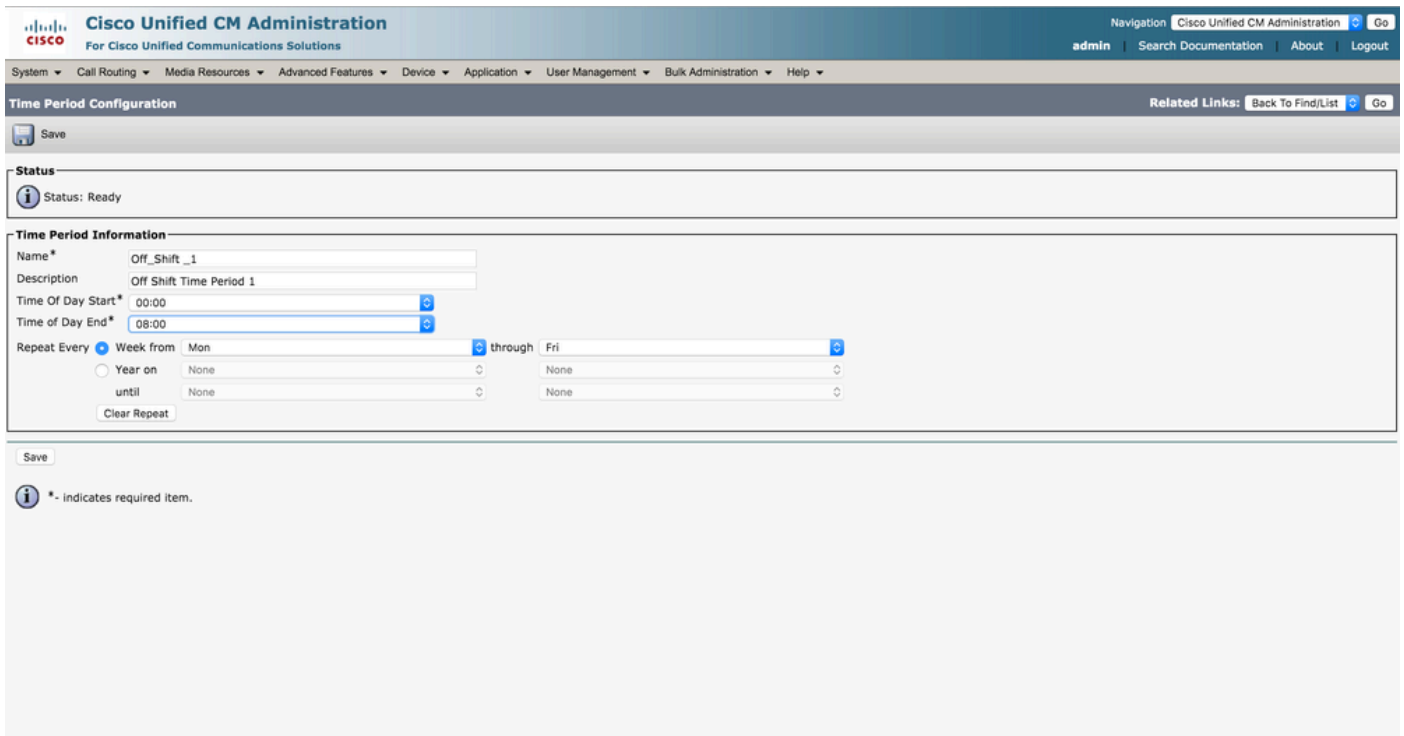 Cisco Unified CM Administration
Navigation Cisco Unified CM Administration Go
CISCO For Cisco Unified Communications Solutions
admin | Search Documentation | About | Logout
System Call Routing Media Resources Advanced Features Device Application User Management Bulk Administration Help
Time Period Configuration Related Links: Back To Find/List Go
Save
Status
i Status: Ready
Time Period Information
Name* Off_Shift _1
Description Off Shift Time Period 1
Time Of Day Start* 00:00
Time of Day End* 08:00
Repeat Every Week from Mon through Fri
Year on None None
until None None
Clear Repeat
Save
i *- indicates required item.